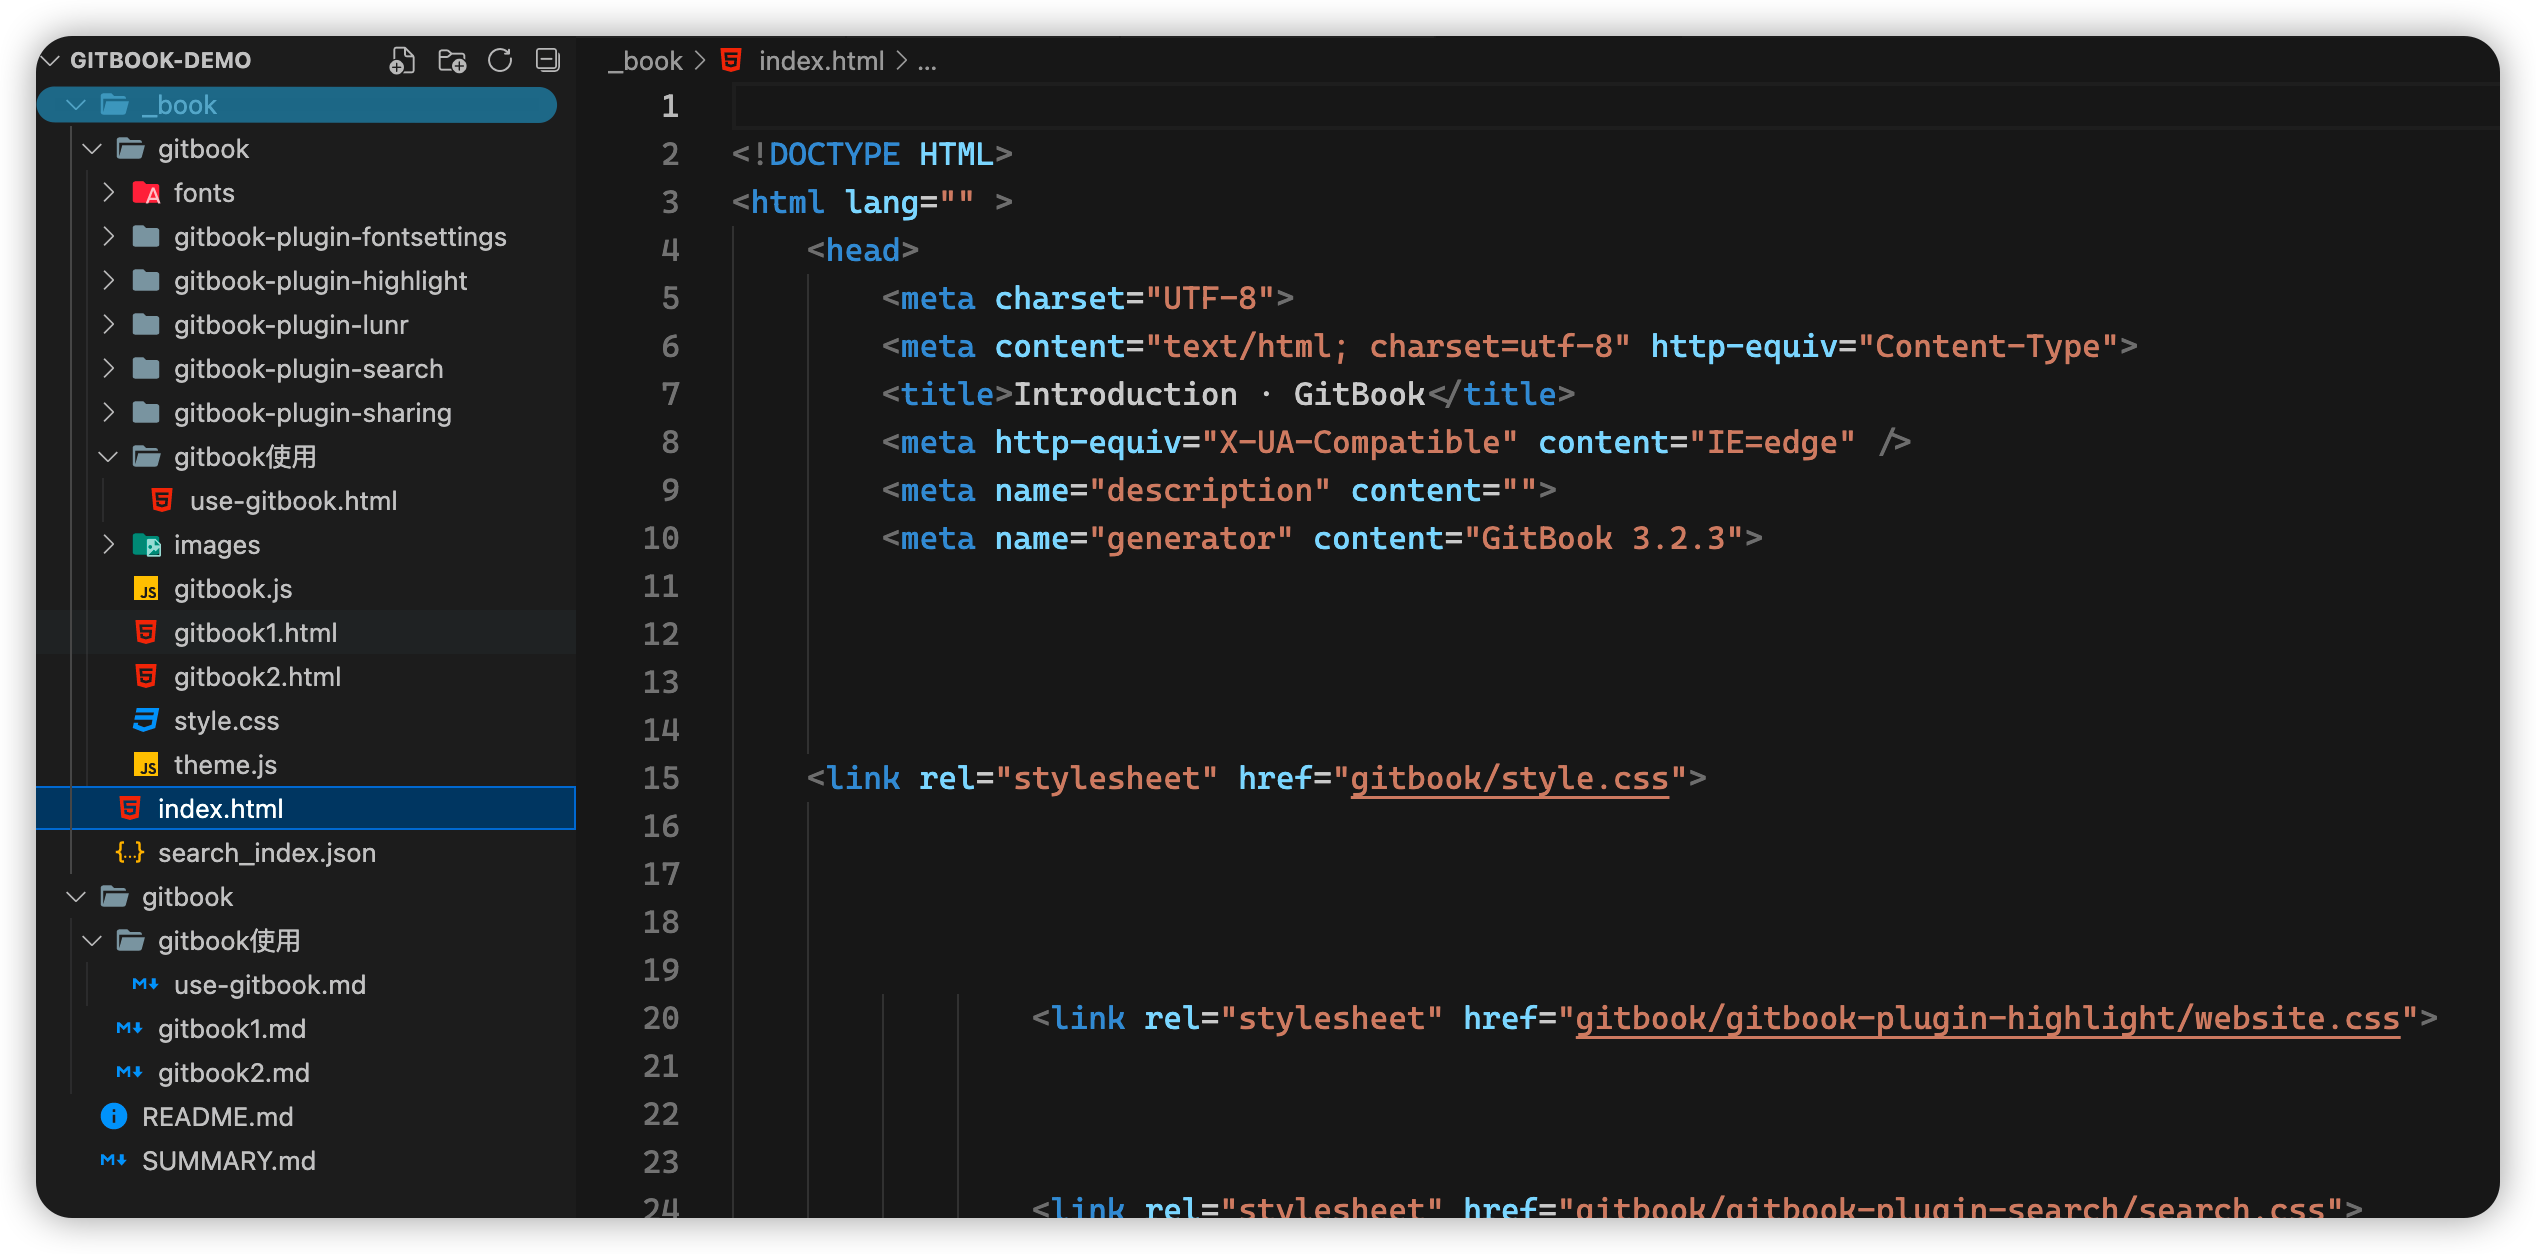 GITBOOK-DEMO
_book
gitbook
fonts
gitbook-plugin-fontsettings
gitbook-plugin-highlight
gitbook-plugin-lunr
gitbook-plugin-search
gitbook-plugin-sharing
gitbook使用
use-gitbook.html
images
gitbook.js
gitbook1.html
gitbook2.html
style.css
theme.js
index.html
search_index.json
gitbook
gitbook使用
use-gitbook.md
gitbook1.md
gitbook2.md
README.md
SUMMARY.md
_book > index.html > ...
1
2 <!DOCTYPE HTML>
3 <html lang="" >
4 <head>
5 <meta charset="UTF-8">
6 <meta content="text/html; charset=utf-8" http-equiv="Content-Type">
7 <title>Introduction · GitBook</title>
8 <meta http-equiv="X-UA-Compatible" content="IE=edge" />
9 <meta name="description" content="">
10 <meta name="generator" content="GitBook 3.2.3">
11
12
13
14
15 <link rel="stylesheet" href="gitbook/style.css">
16
17
18
19
20 <link rel="stylesheet" href="gitbook/gitbook-plugin-highlight/website.css">
21
22
23
24 <link rel="stylesheet" href="gitbook/gitbook-plugin-search/search.css">